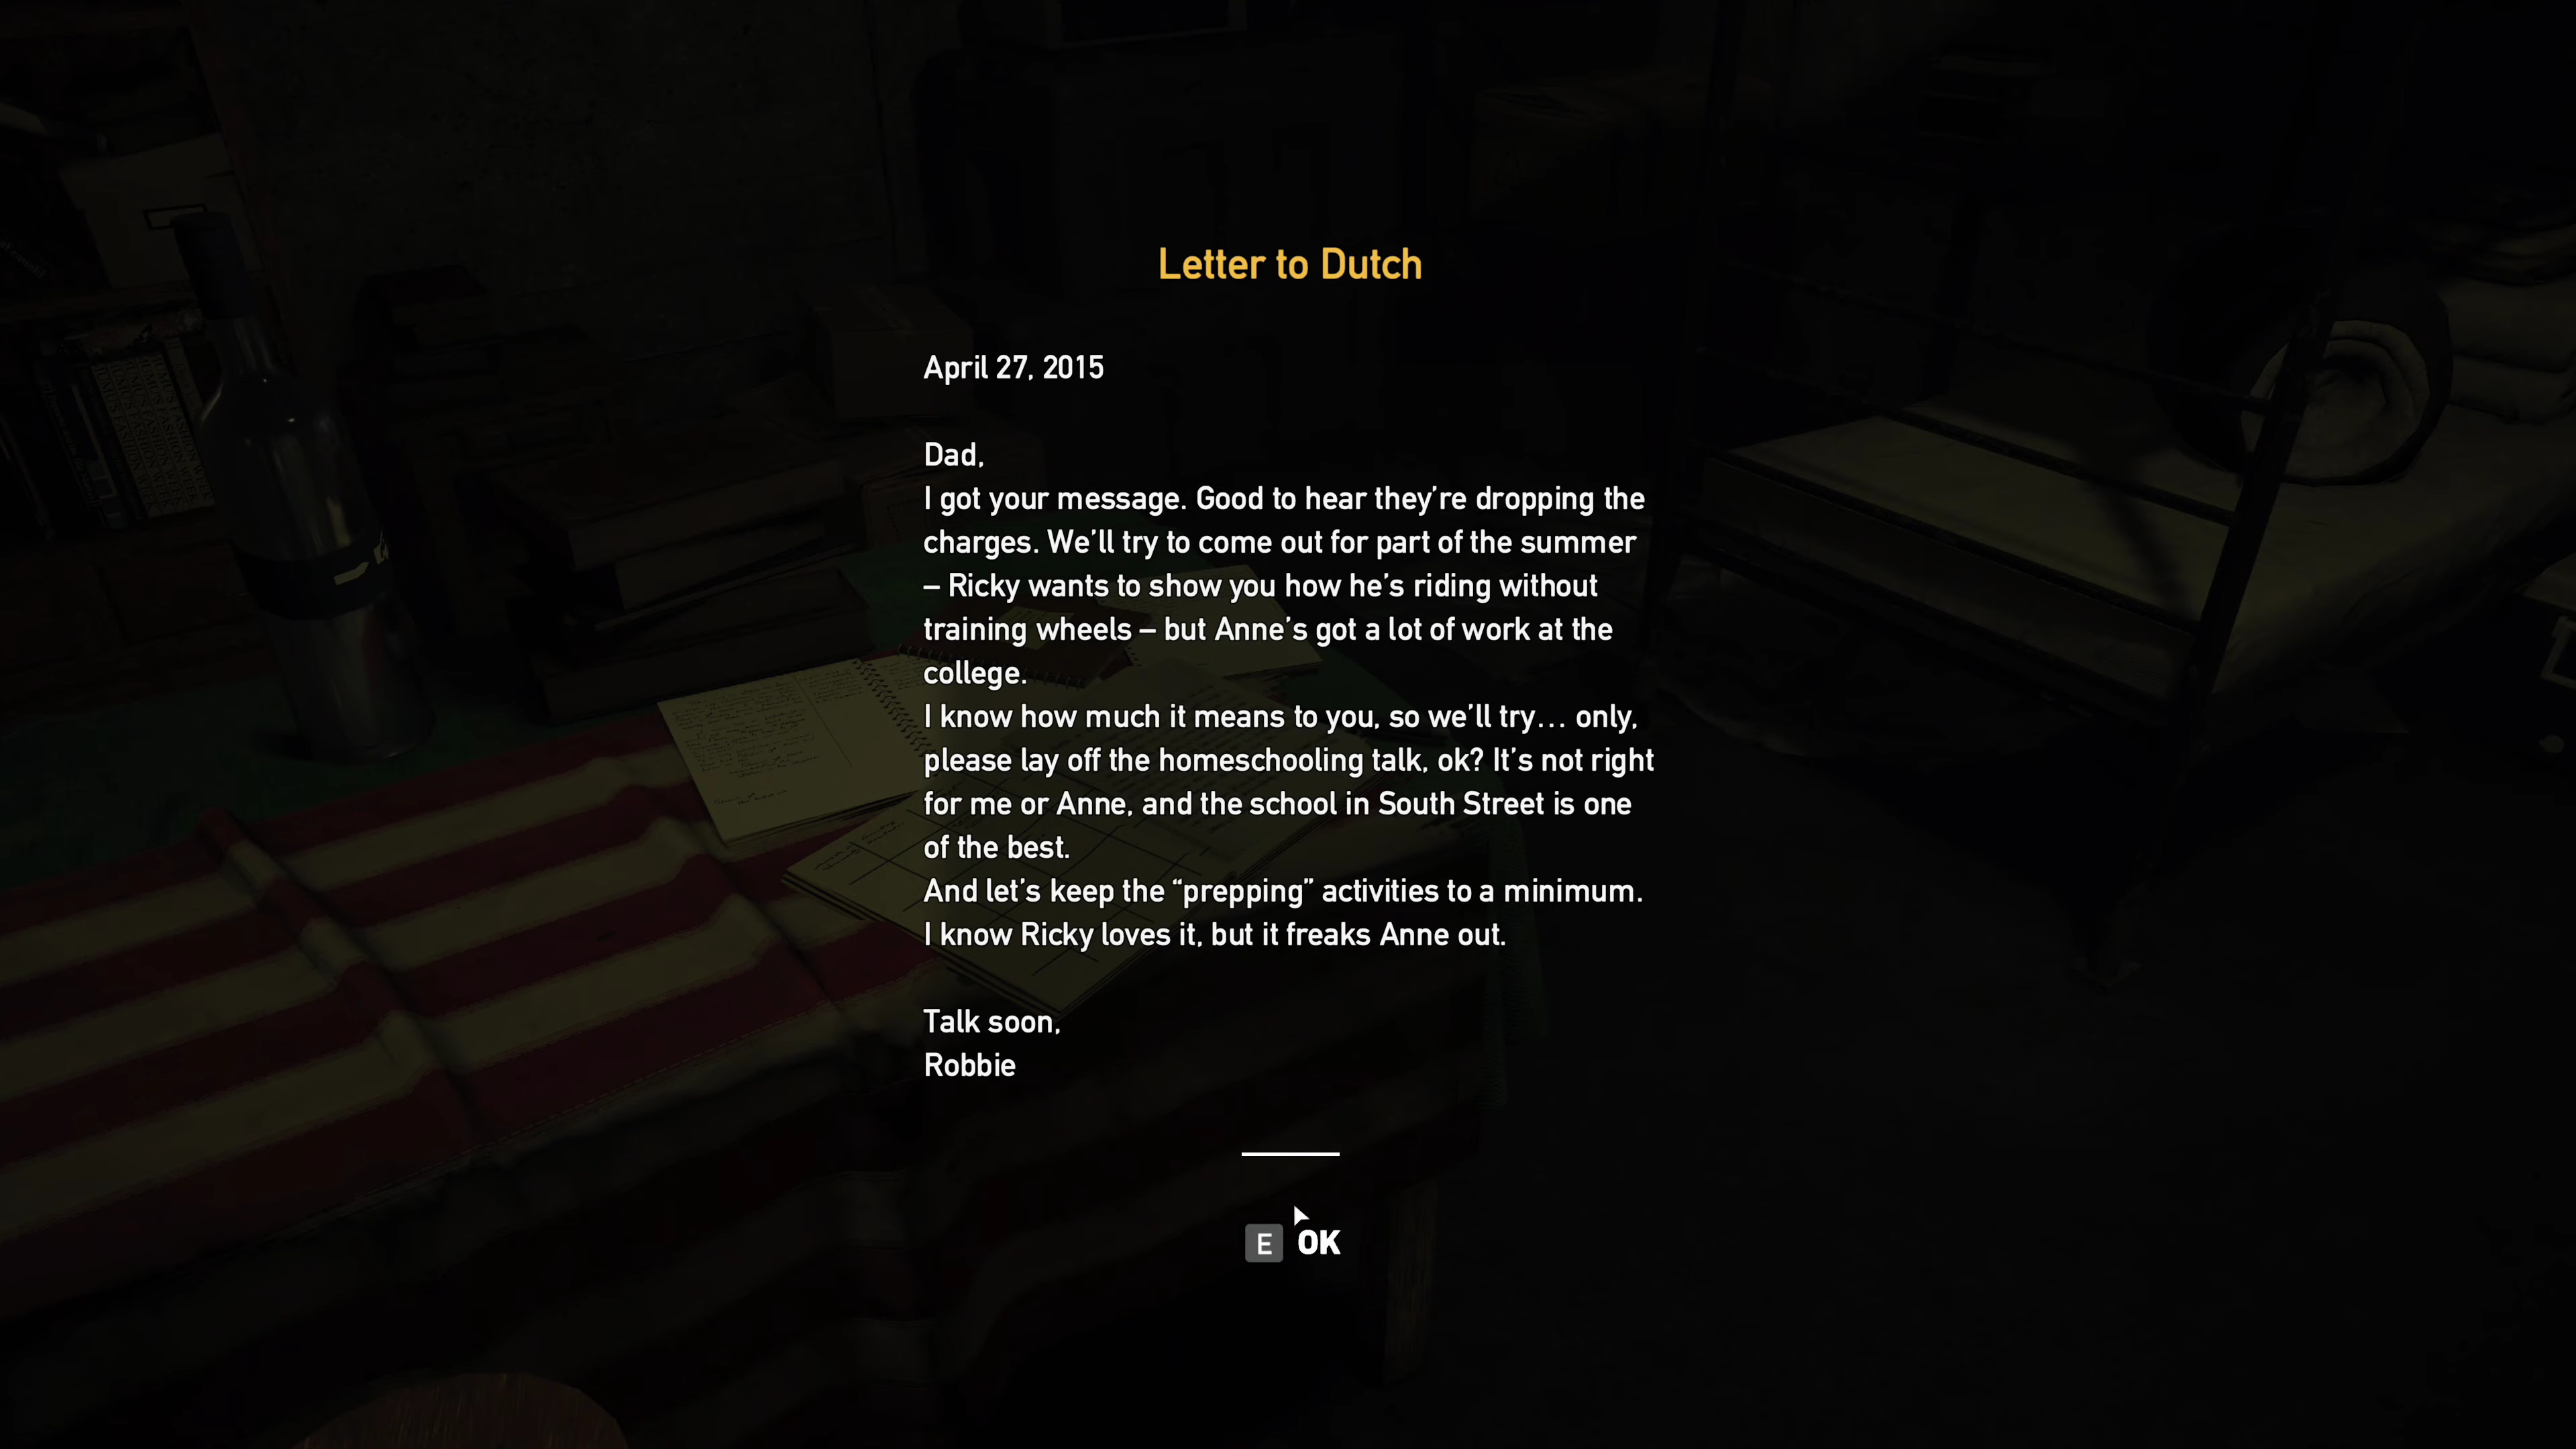 Letter to Dutch
April 27, 2015
Dad,
I got your message. Good to hear they're dropping the
charges. We'll try to come out for part of the summer
– Ricky wants to show you how he's riding without
training wheels – but Anne's got a lot of work at the
college.
I know how much it means to you, so we'll try… only,
please lay off the homeschooling talk, ok? It's not right
for me or Anne, and the school in South Street is one
of the best.
And let's keep the “prepping” activities to a minimum.
I know Ricky loves it, but it freaks Anne out.
Talk soon,
Robbie
E OK